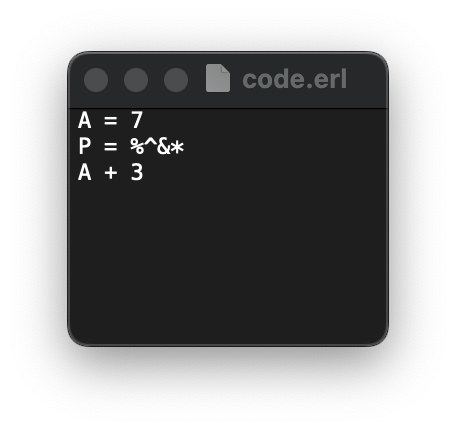 code.erl
A = 7
P = %^&*
A + 3